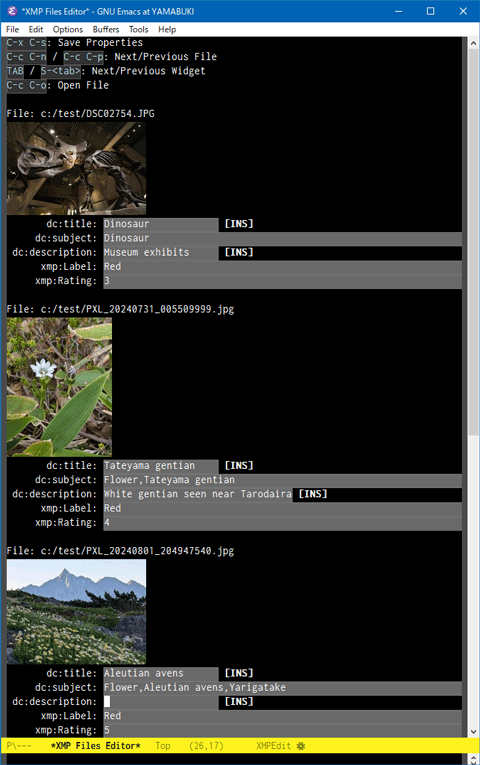 *XMP Files Editor* - GNU Emacs at YAMABUKI
File Edit Options Buffers Tools Help
C-x C-s: Save Properties
C-c C-n / C-c C-p: Next/Previous File
TAB / S-<tab>: Next/Previous Widget
C-c C-o: Open File
File: c:/test/DSC02754.JPG
dc:title: Dinosaur [INS]
dc:subject: Dinosaur
dc:description: Museum exhibits [INS]
xmp:Label: Red
xmp:Rating: 3
File: c:/test/PXL_20240731_005509999.jpg
dc:title: Tateyama gentian [INS]
dc:subject: Flower,Tateyama gentian
dc:description: White gentian seen near Tarodaira [INS]
xmp:Label: Red
xmp:Rating: 4
File: c:/test/PXL_20240801_204947540.jpg
dc:title: Aleutian avens [INS]
dc:subject: Flower,Aleutian avens,Yarigatake
dc:description: [INS]
xmp:Label: Red
xmp:Rating: 5
P\--- *XMP Files Editor* Top (26,17) XMPEdit